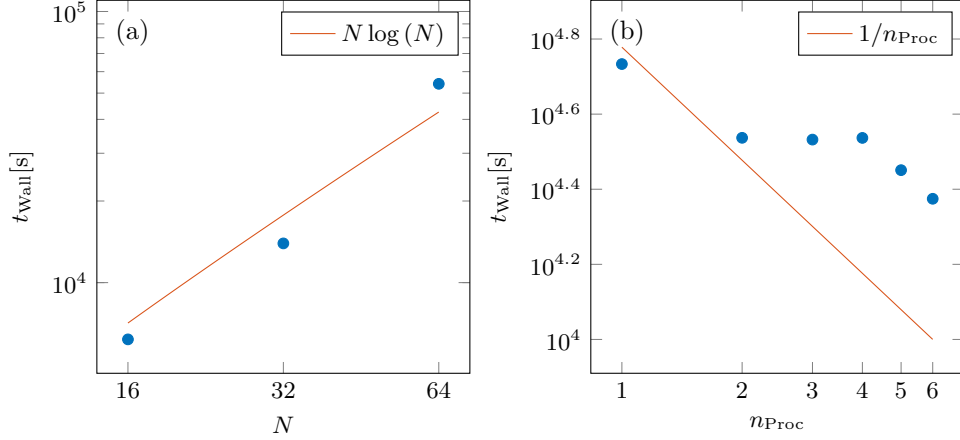 (a)
N log (N)
10^5
10^4
t_Wall[s]
16 32 64
N
(b)
1/n_Proc
10^4.8
10^4.6
10^4.4
10^4.2
10^4
t_Wall[s]
1 2 3 4 5 6
n_Proc